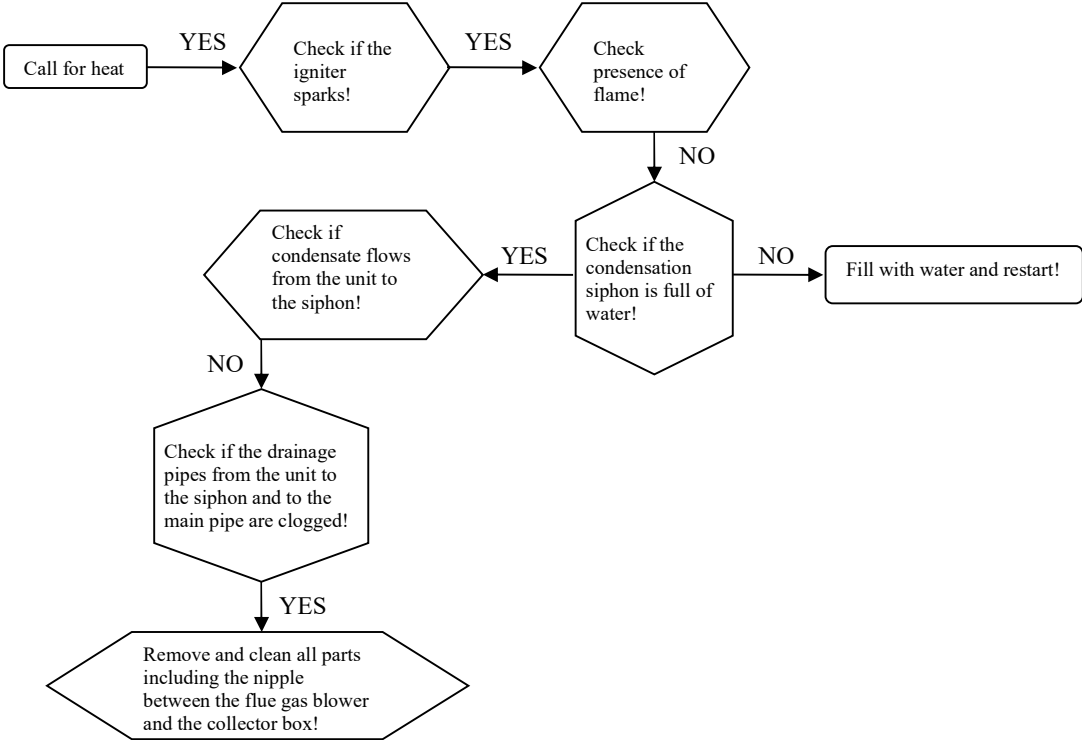 Call for heat
YES
Check if the
igniter
sparks!
YES
Check
presence of
flame!
NO
Check if the
condensation
siphon is full of
water!
NO
Fill with water and restart!
YES
Check if
condensate flows
from the unit to
the siphon!
NO
Check if the drainage
pipes from the unit to
the siphon and to the
main pipe are clogged!
YES
Remove and clean all parts
including the nipple
between the flue gas blower
and the collector box!